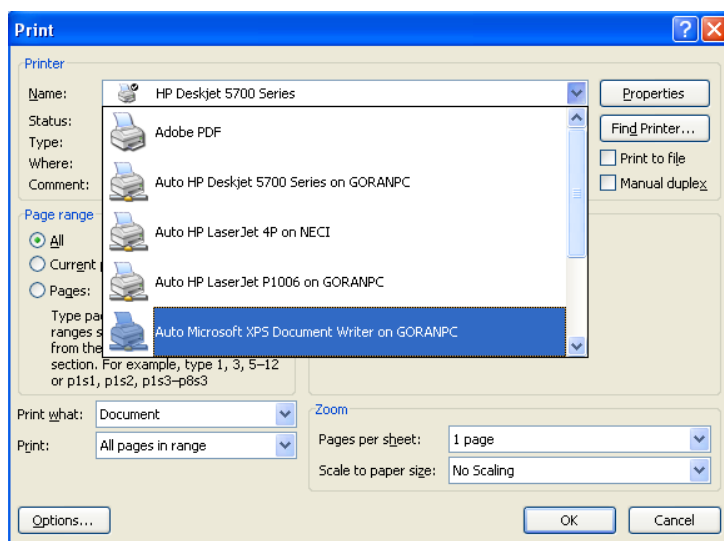 Print
Printer
Name: HP Deskjet 5700 Series Properties
Status: Adobe PDF Find Printer...
Type:
Where: Print to file
Comment: Auto HP Deskjet 5700 Series on GORANPC Manual duplex
Page range
All Auto HP LaserJet 4P on NECI
Current
Pages: Auto HP LaserJet P1006 on GORANPC
Type
ranges Auto Microsoft XPS Document Writer on GORANPC
from the
section. For example, type 1, 3, 5–12
or p1s1, p1s2, p1s3–p8s3
Print what: Document Zoom
Print: All pages in range Pages per sheet: 1 page
Scale to paper size: No Scaling
Options... OK Cancel